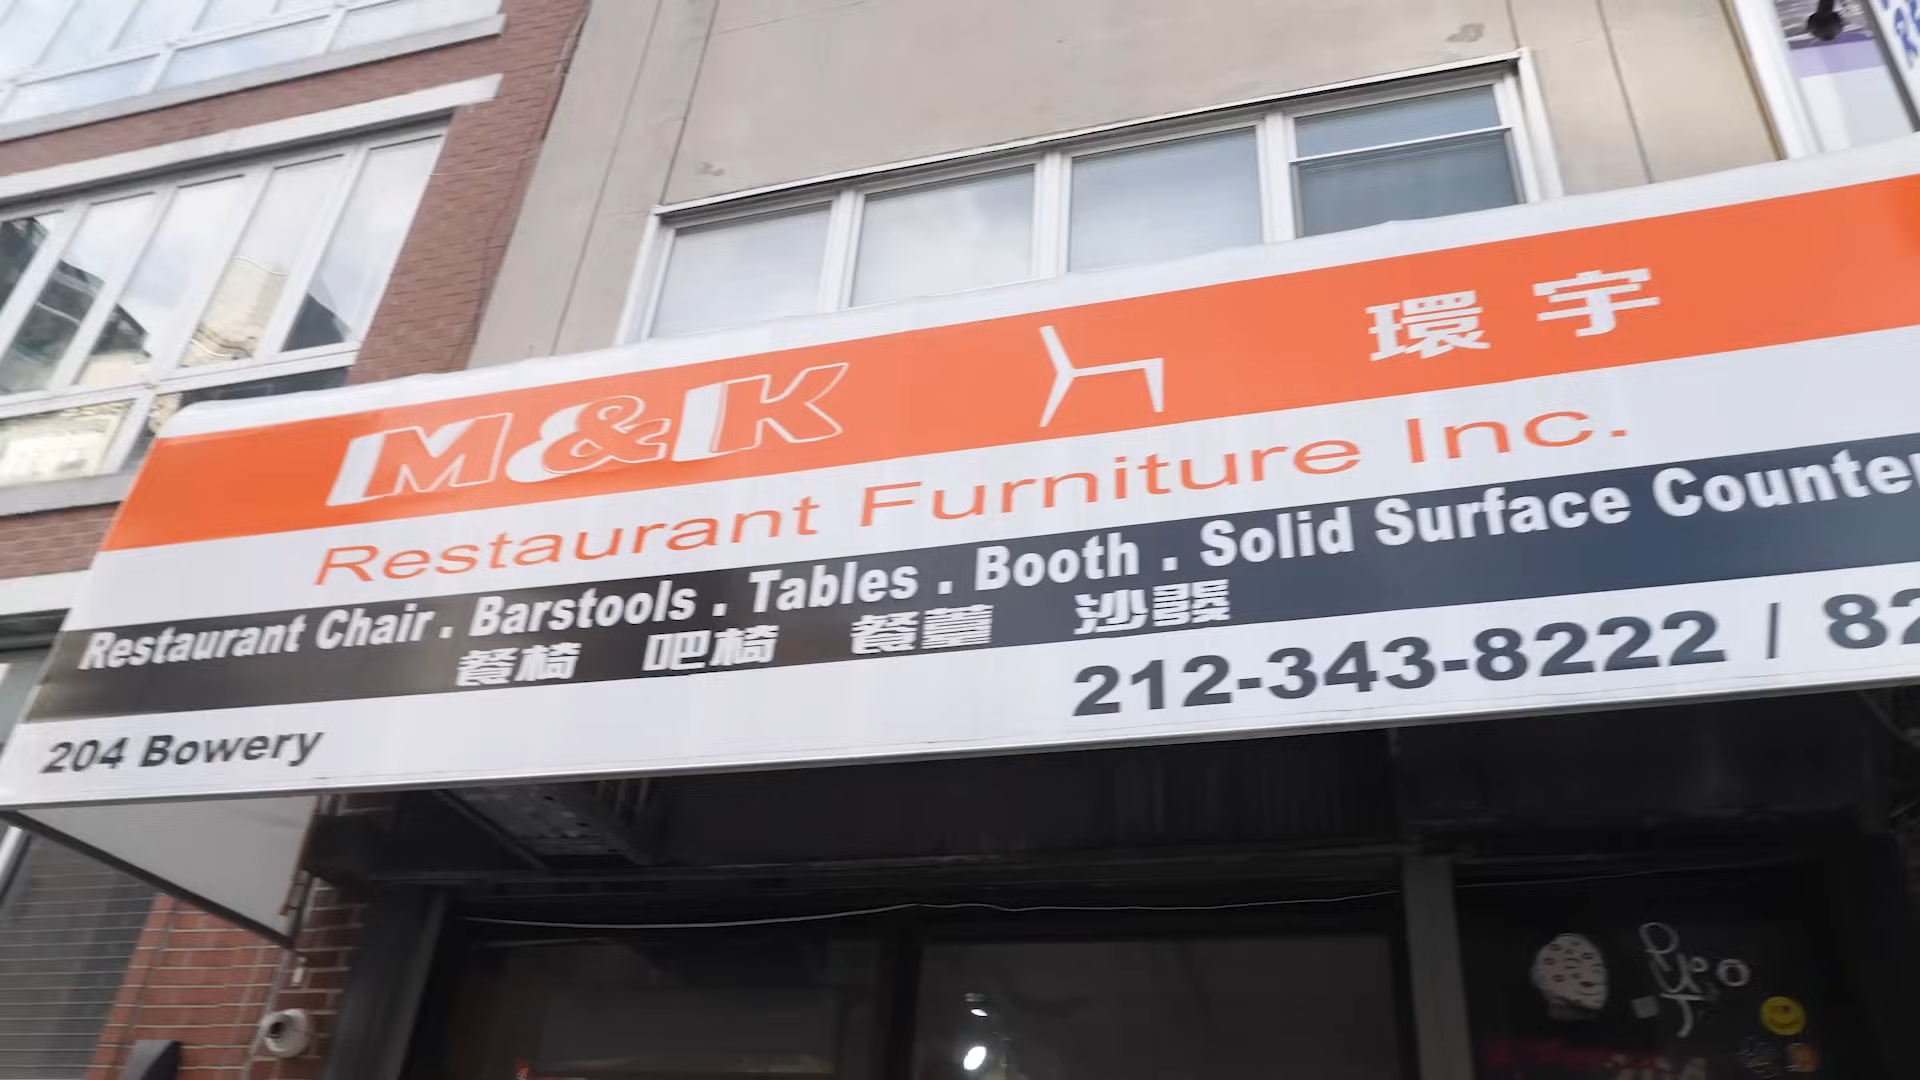 M&K 環宇
Restaurant Furniture Inc.
Restaurant Chair . Barstools . Tables . Booth . Solid Surface Counter
餐椅 吧椅 餐臺 沙發
212-343-8222 / 82
204 Bowery